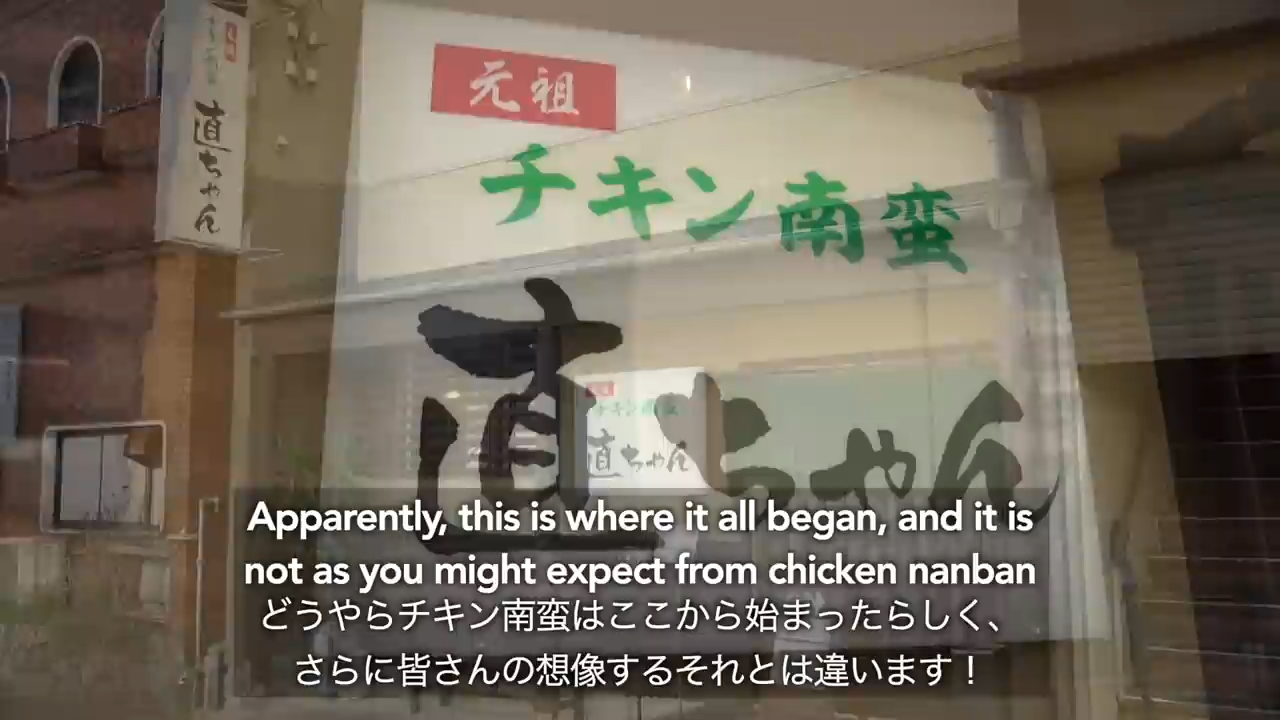 元祖
チキン南蛮
直ちゃん
直ちゃん
チキン南蛮
直ちゃん
Apparently, this is where it all began, and it is
not as you might expect from chicken nanban
どうやらチキン南蛮はここから始まったらしく、
さらに皆さんの想像するそれとは違います！